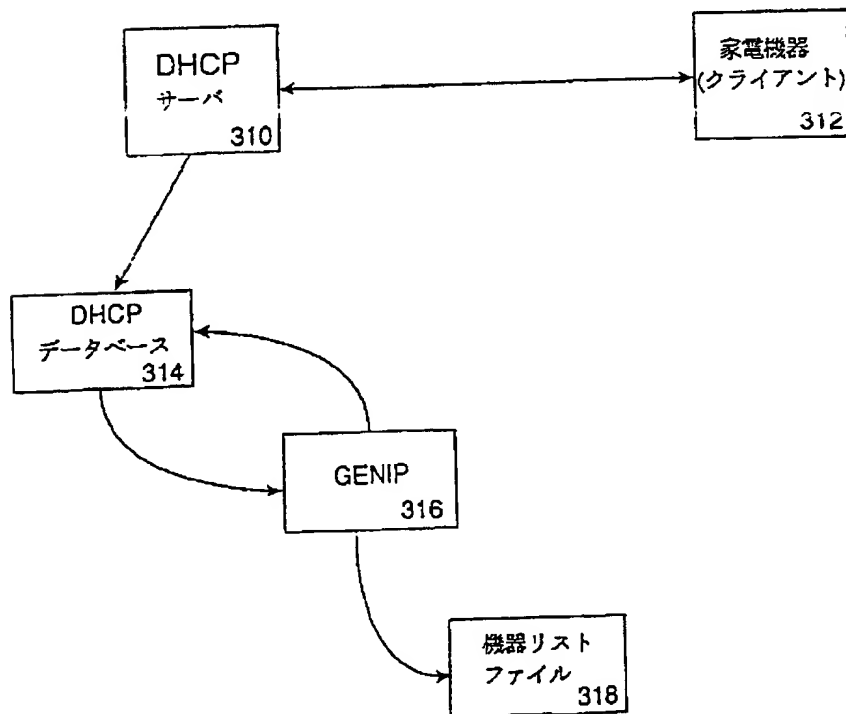 DHCP
サーバ
310
家電機器
(クライアント)
312
DHCP
データベース
314
GENIP
316
機器リスト
ファイル
318